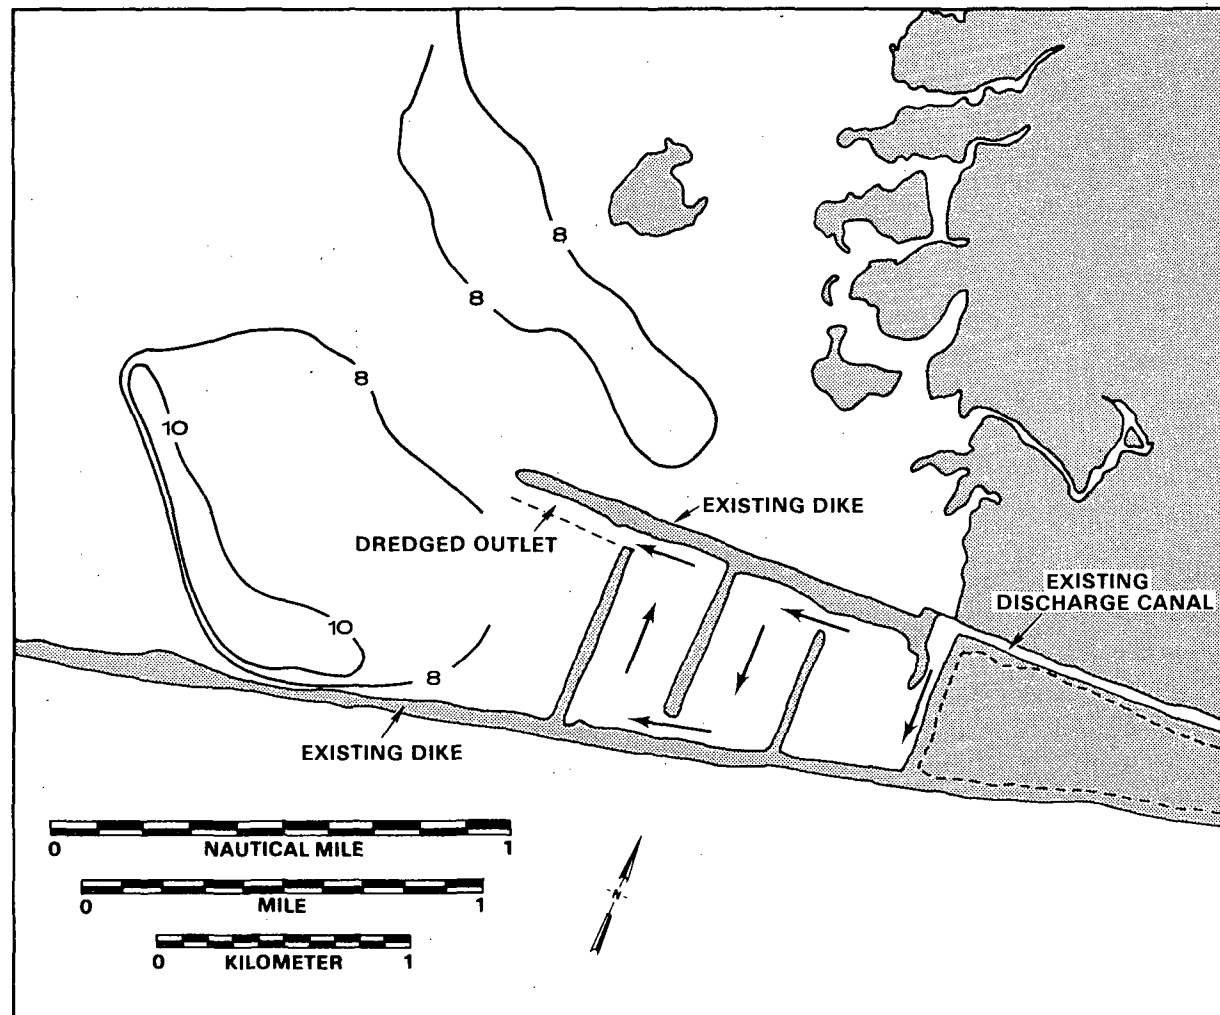 8
8
8
10
EXISTING DIKE
DREDGED OUTLET
EXISTING
DISCHARGE CANAL
10
8
EXISTING DIKE
0 NAUTICAL MILE 1
0 MILE 1
0 KILOMETER 1
N